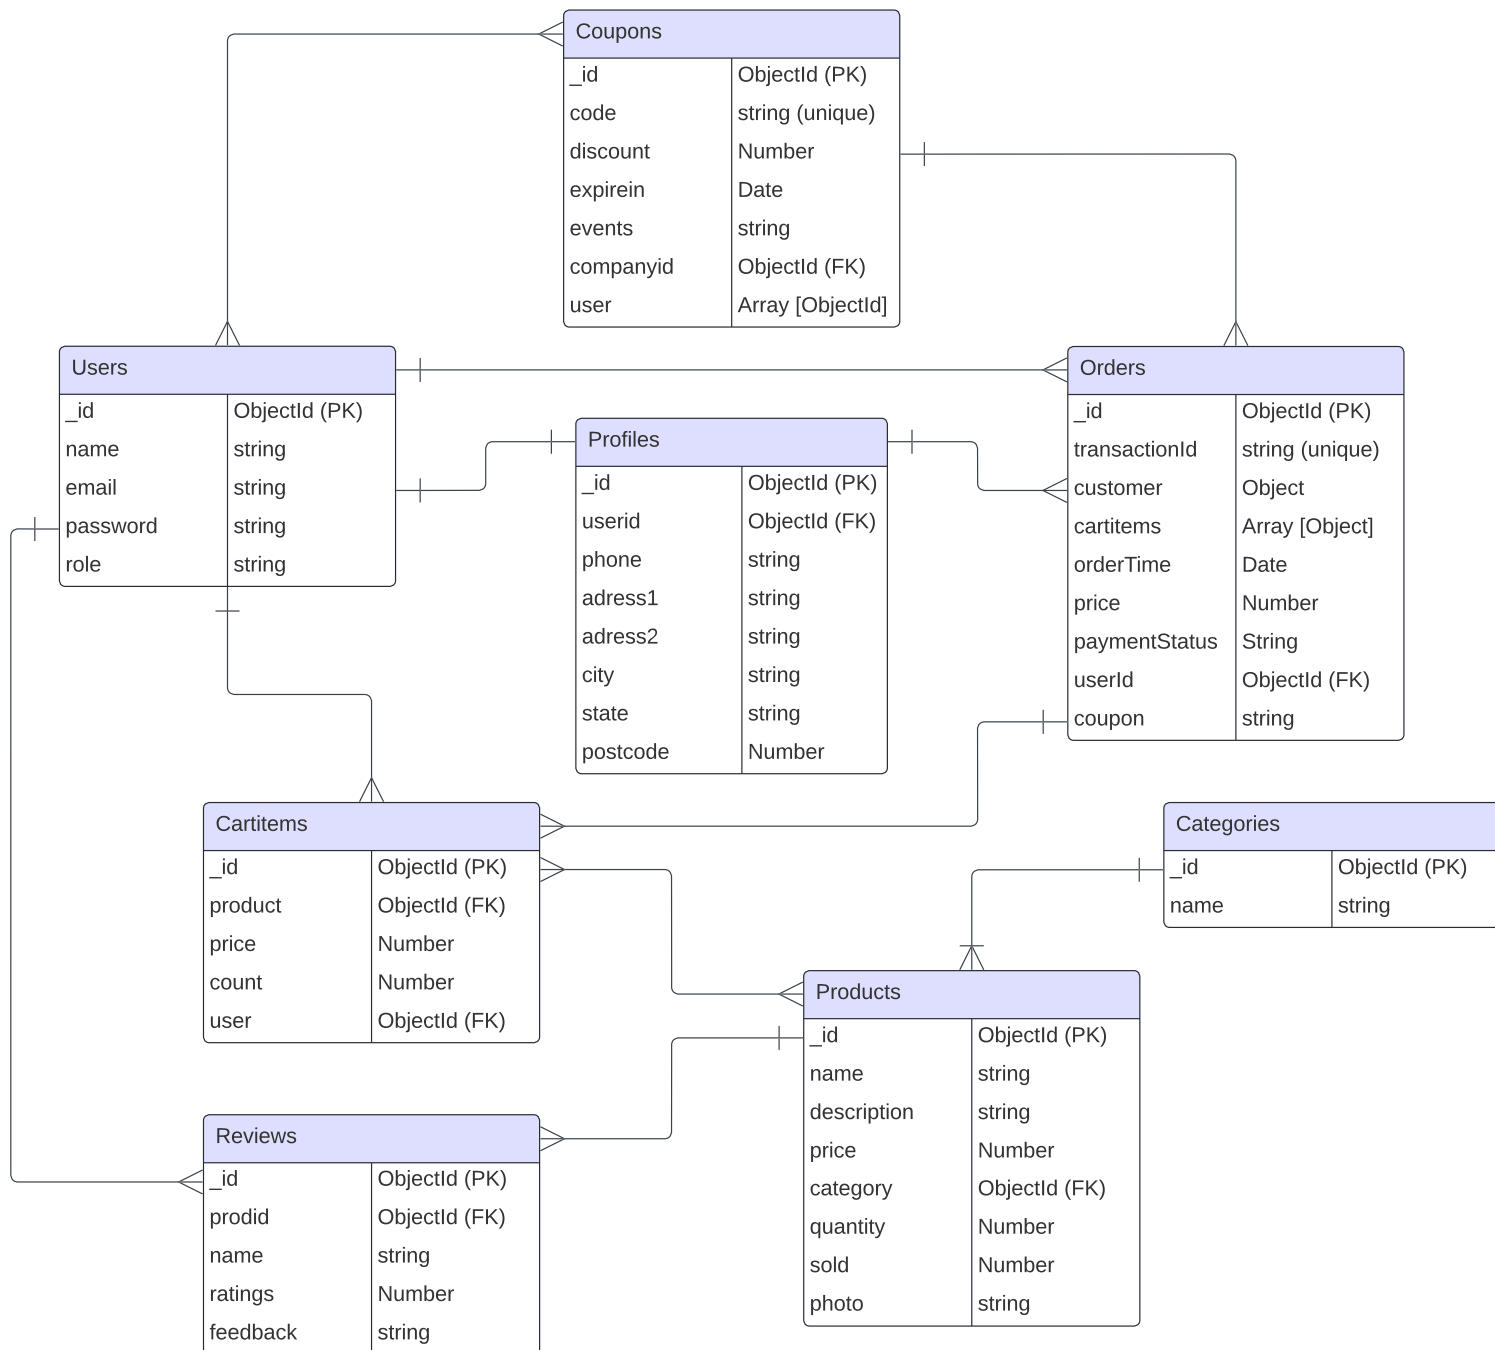 Coupons
_id ObjectId (PK)
code string (unique)
discount Number
expirein Date
events string
companyid ObjectId (FK)
user Array [ObjectId]
Users
_id ObjectId (PK)
name string
email string
password string
role string
Profiles
_id ObjectId (PK)
userid ObjectId (FK)
phone string
adress1 string
adress2 string
city string
state string
postcode Number
Orders
_id ObjectId (PK)
transactionId string (unique)
customer Object
cartitems Array [Object]
orderTime Date
price Number
paymentStatus String
userId ObjectId (FK)
coupon string
Cartitems
_id ObjectId (PK)
product ObjectId (FK)
price Number
count Number
user ObjectId (FK)
Categories
_id ObjectId (PK)
name string
Products
_id ObjectId (PK)
name string
description string
price Number
category ObjectId (FK)
quantity Number
sold Number
photo string
Reviews
_id ObjectId (PK)
prodid ObjectId (FK)
name string
ratings Number
feedback string